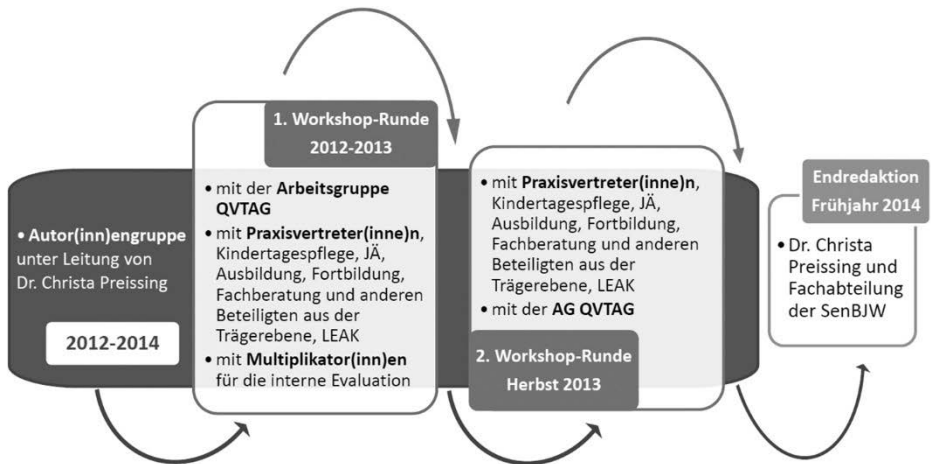 • Autor(inn)engruppe
unter Leitung von
Dr. Christa Preissing
2012-2014
1. Workshop-Runde
2012-2013
• mit der Arbeitsgruppe
QVTAG
• mit Praxisvertreter(inne)n,
Kindertagespflege, JÄ,
Ausbildung, Fortbildung,
Fachberatung und anderen
Beteiligten aus der
Trägerebene, LEAK
• mit Multiplikator(inn)en
für die interne Evaluation
• mit Praxisvertreter(inne)n,
Kindertagespflege, JÄ,
Ausbildung, Fortbildung,
Fachberatung und anderen
Beteiligten aus der
Trägerebene, LEAK
• mit der AG QVTAG
2. Workshop-Runde
Herbst 2013
Endredaktion
Frühjahr 2014
• Dr. Christa
Preissing und
Fachabteilung
der SenBJW